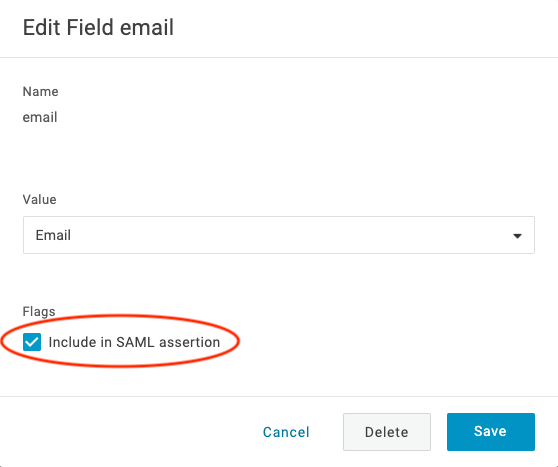 Edit Field email
Name
email
Value
Email
Flags
Include in SAML assertion
Cancel
Delete
Save